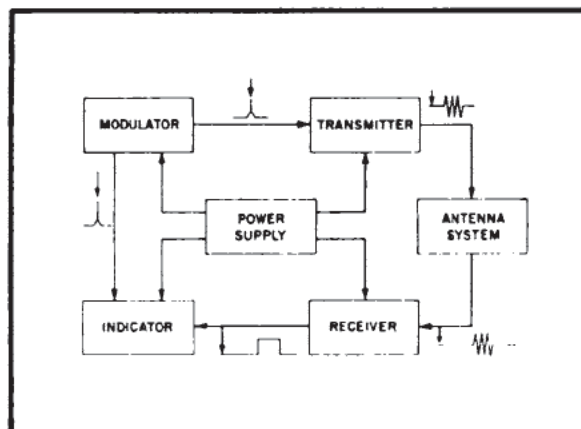 MODULATOR
TRANSMITTER
POWER
SUPPLY
ANTENNA
SYSTEM
INDICATOR
RECEIVER